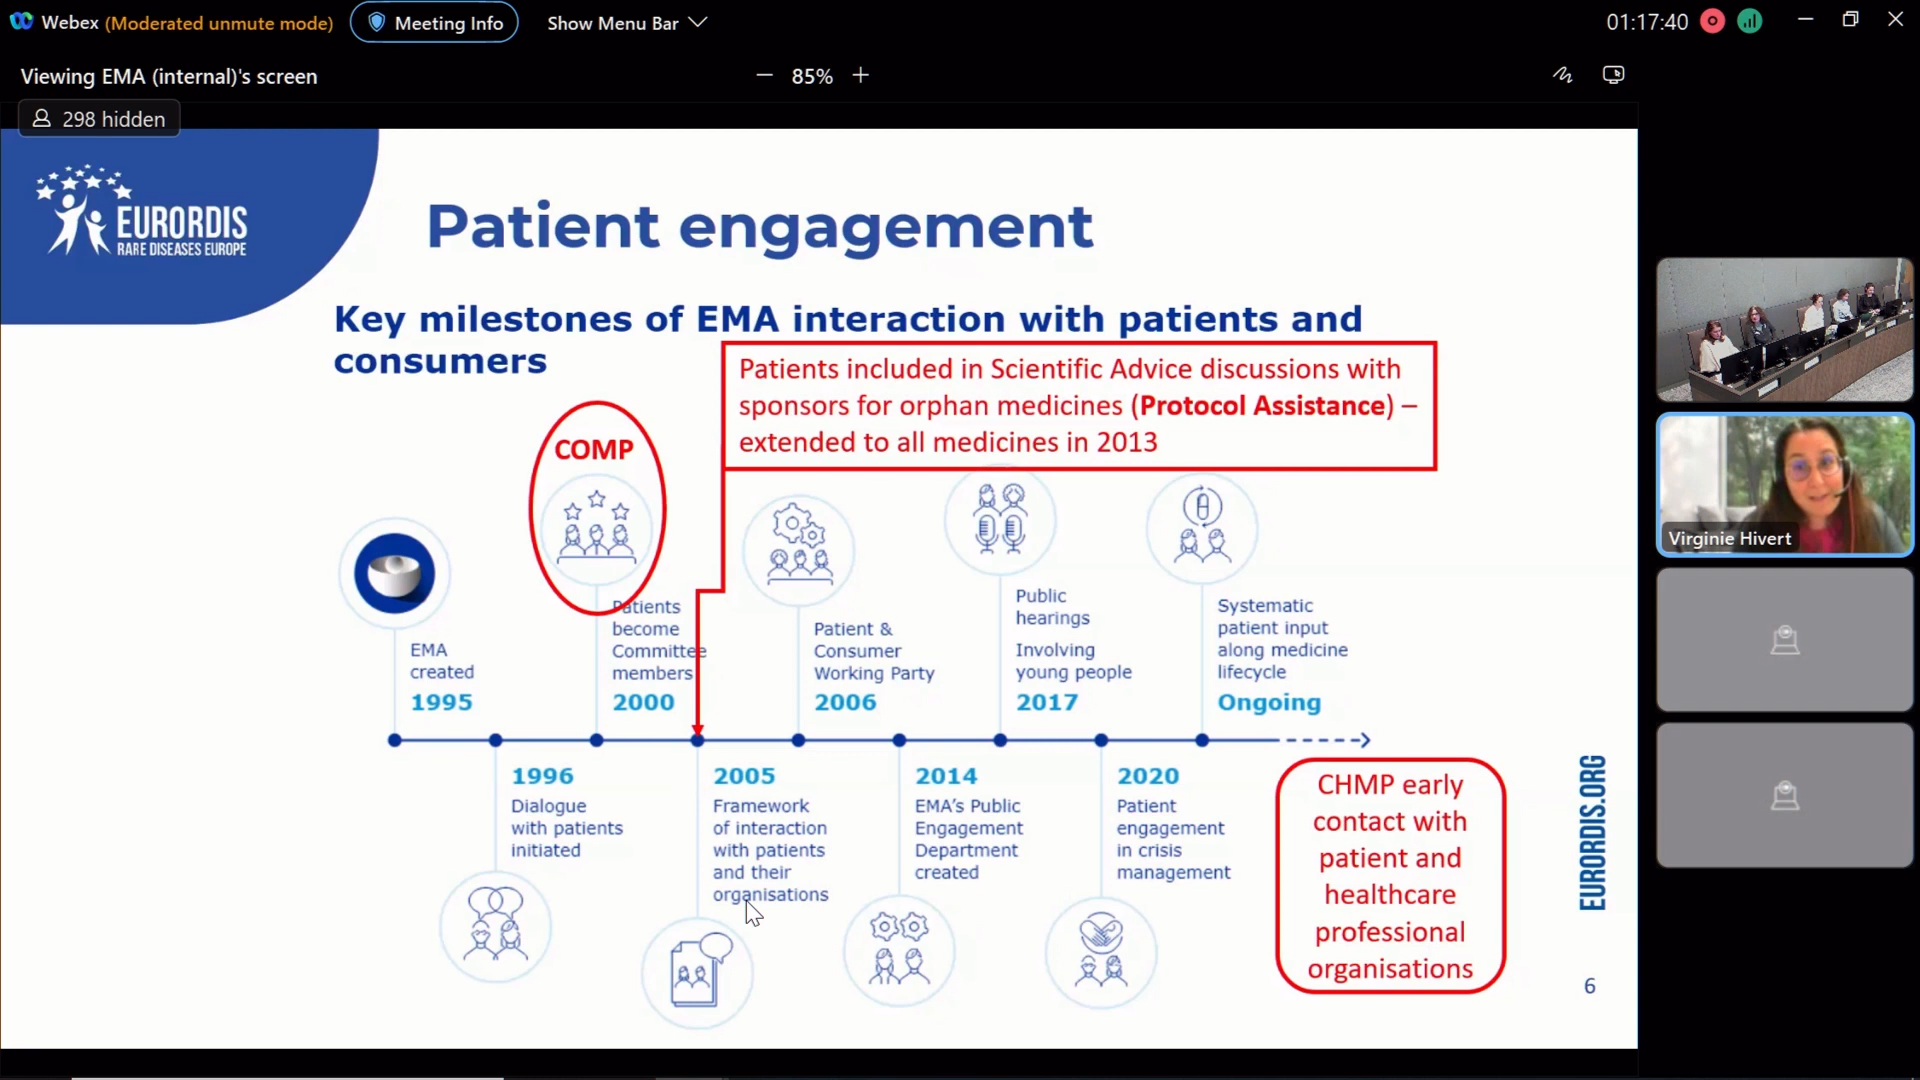 Webex (Moderated unmute mode)
Meeting Info
Show Menu Bar
01:17:40
Viewing EMA (internal)'s screen
85%
298 hidden
EURORDIS
RARE DISEASES EUROPE
Patient engagement
Key milestones of EMA interaction with patients and
consumers
Patients included in Scientific Advice discussions with
sponsors for orphan medicines (Protocol Assistance) –
extended to all medicines in 2013
COMP
EMA
created
1995
Patients
become
Committee
members
2000
Patient &
Consumer
Working Party
2006
Public
hearings
Involving
young people
2017
Systematic
patient input
along medicine
lifecycle
Ongoing
1996
Dialogue
with patients
initiated
2005
Framework
of interaction
with patients
and their
organisations
2014
EMA's Public
Engagement
Department
created
2020
Patient
engagement
in crisis
management
CHMP early
contact with
patient and
healthcare
professional
organisations
EURORDIS.ORG
6
Virginie Hivert